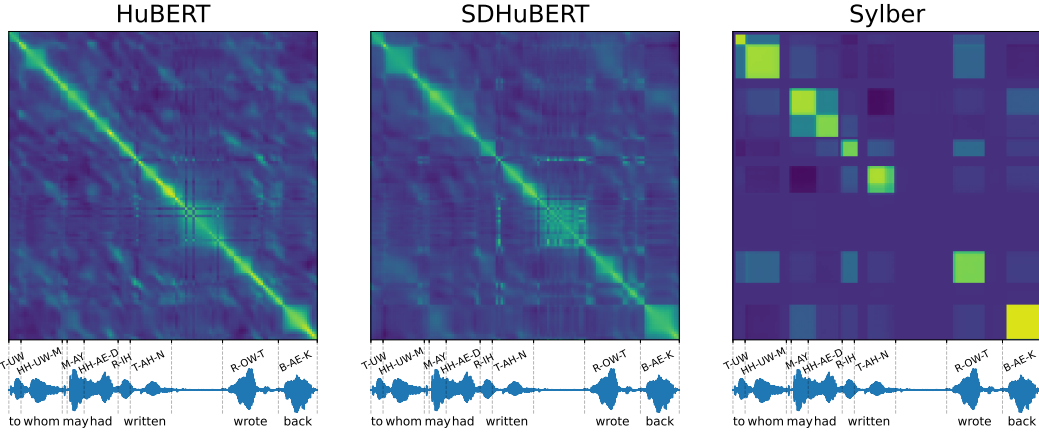 HuBERT SDHuBERT Sylber
T-UW HH-UW-M M-AY HH-AE-D R-IH T-AH-N R-OW-T B-AE-K T-UW HH-UW-M M-AY HH-AE-D R-IH T-AH-N R-OW-T B-AE-K T-UW HH-UW-M M-AY HH-AE-D R-IH T-AH-N R-OW-T B-AE-K
to whom may had written wrote back to whom may had written wrote back to whom may had written wrote back